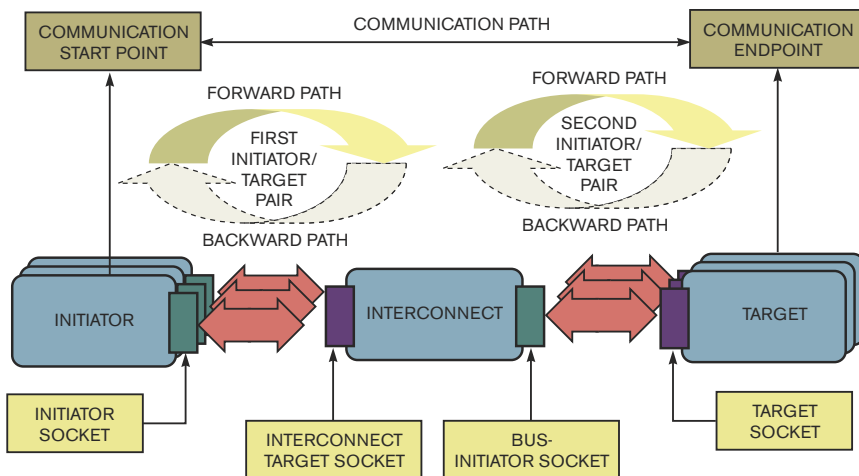 COMMUNICATION
START POINT
COMMUNICATION PATH
COMMUNICATION
ENDPOINT
FORWARD PATH
FIRST
INITIATOR/
TARGET
PAIR
BACKWARD PATH
FORWARD PATH
SECOND
INITIATOR/
TARGET
PAIR
BACKWARD PATH
INITIATOR
INTERCONNECT
TARGET
INITIATOR
SOCKET
INTERCONNECT
TARGET SOCKET
BUS-
INITIATOR SOCKET
TARGET
SOCKET